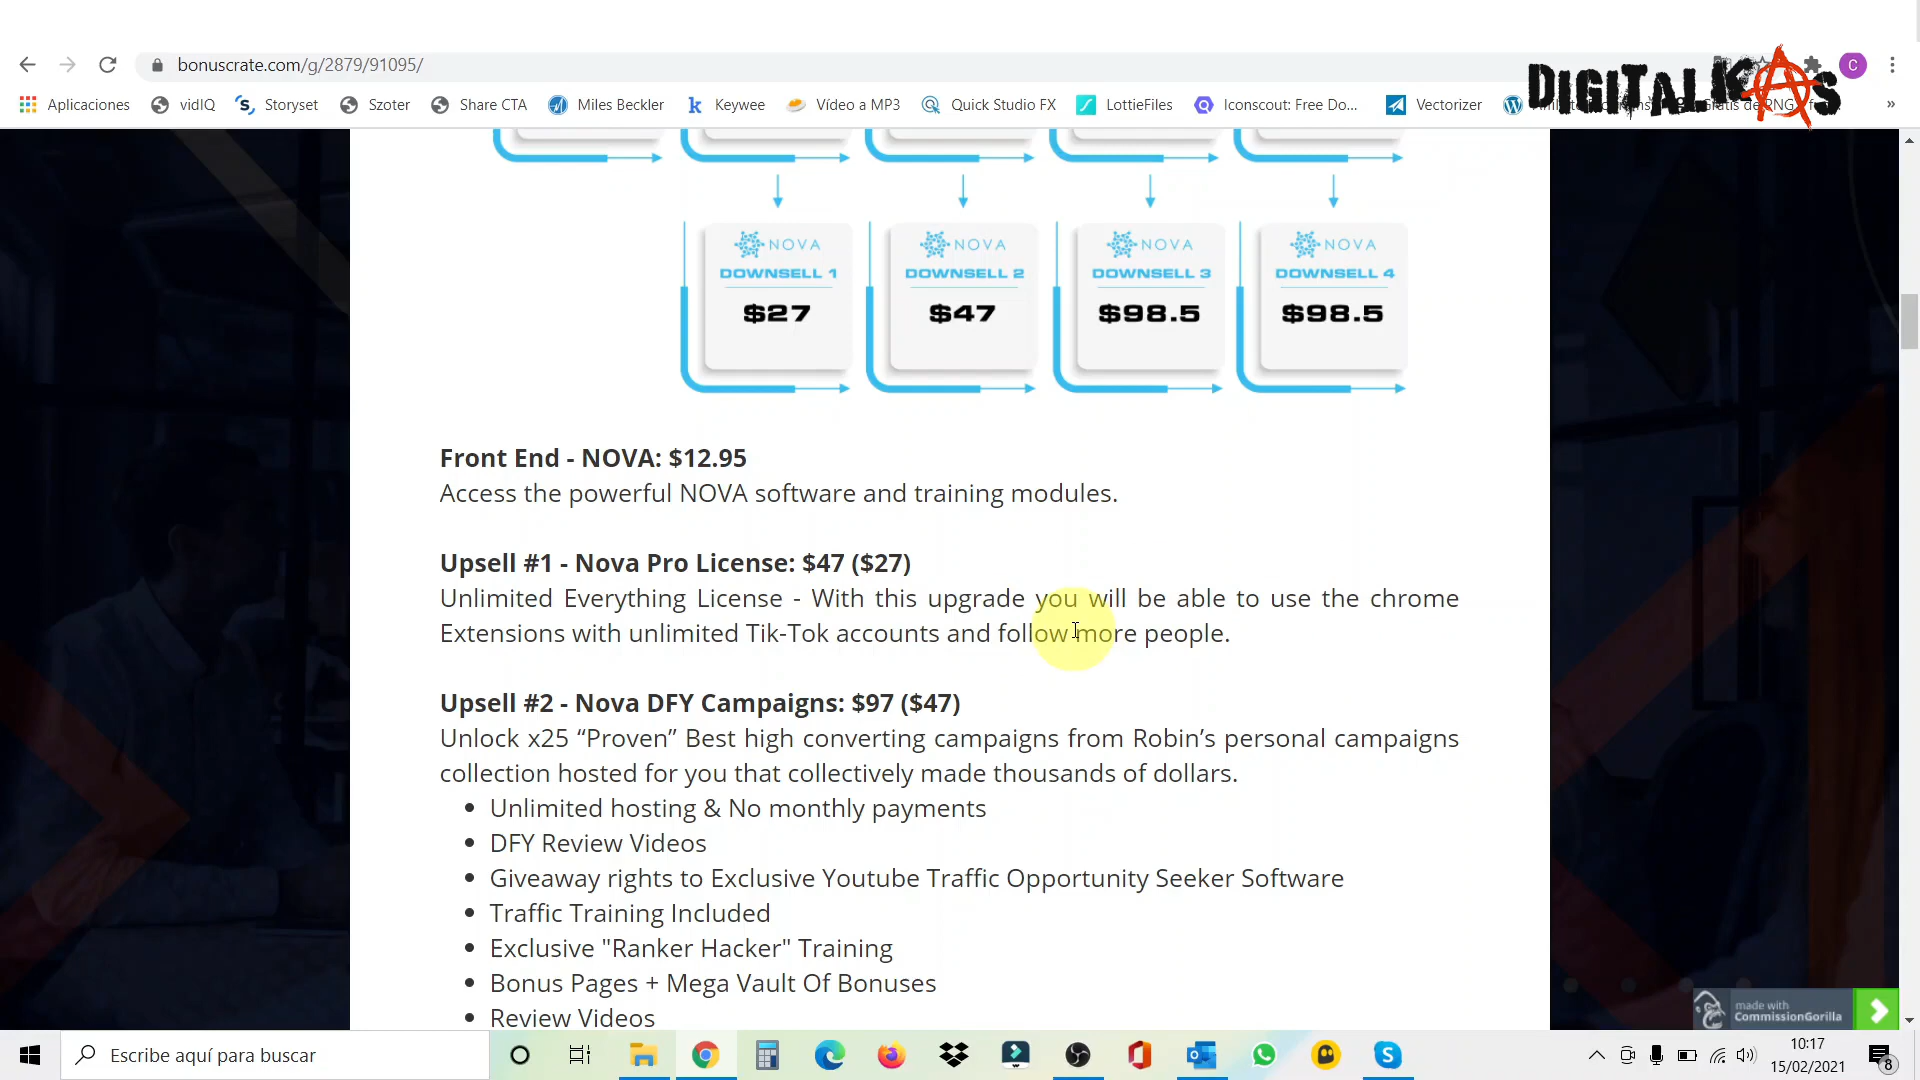 bonuscrate.com/g/2879/91095/
C
DIGITALKAS
Aplicaciones vidIQ Storyset Szoter Share CTA Miles Beckler Keywee Vídeo a MP3 Quick Studio FX LottieFiles Iconscout: Free Do... Vectorizer
NOVA NOVA NOVA NOVA
DOWNSELL 1 DOWNSELL 2 DOWNSELL 3 DOWNSELL 4
$27 $47 $98.5 $98.5
Front End - NOVA: $12.95
Access the powerful NOVA software and training modules.
Upsell #1 - Nova Pro License: $47 ($27)
Unlimited Everything License - With this upgrade you will be able to use the chrome
Extensions with unlimited Tik-Tok accounts and follow more people.
Upsell #2 - Nova DFY Campaigns: $97 ($47)
Unlock x25 “Proven” Best high converting campaigns from Robin’s personal campaigns
collection hosted for you that collectively made thousands of dollars.
Unlimited hosting & No monthly payments
DFY Review Videos
Giveaway rights to Exclusive Youtube Traffic Opportunity Seeker Software
Traffic Training Included
Exclusive "Ranker Hacker" Training
Bonus Pages + Mega Vault Of Bonuses
Review Videos
made with
CommissionGorilla
Escribe aquí para buscar
10:17
15/02/2021
8